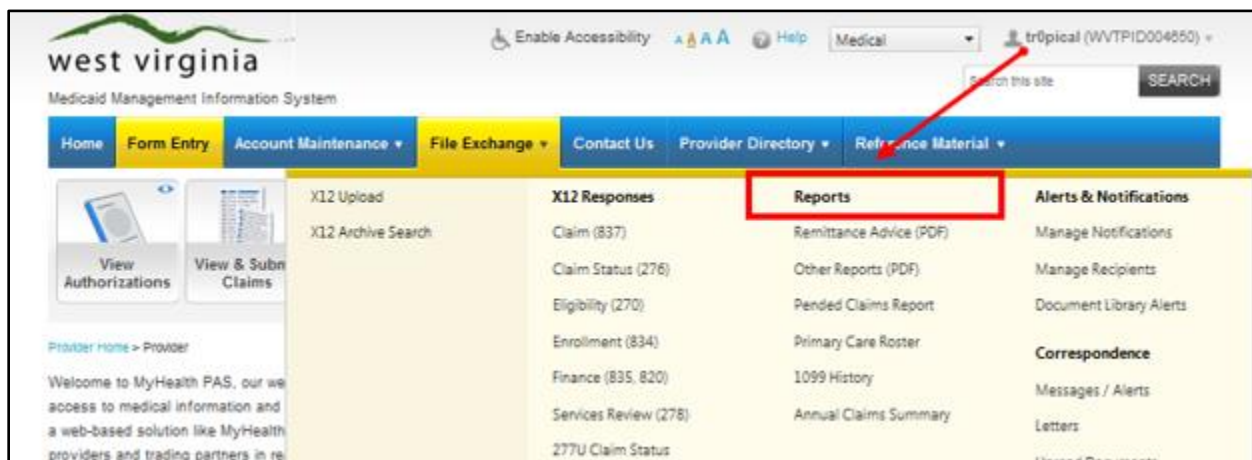 west virginia
Medicaid Management Information System
Enable Accessibility A A A A Help Medical tr0pical (WVTPID004650)
Search this site SEARCH
Home Form Entry Account Maintenance File Exchange Contact Us Provider Directory Reference Material
View Authorizations
View & Subm
Claims
X12 Upload
X12 Archive Search
X12 Responses
Claim (837)
Claim Status (276)
Eligibility (270)
Enrollment (834)
Finance (835, 820)
Services Review (278)
277U Claim Status
Reports
Remittance Advice (PDF)
Other Reports (PDF)
Pended Claims Report
Primary Care Roster
1099 History
Annual Claims Summary
Alerts & Notifications
Manage Notifications
Manage Recipients
Document Library Alerts
Correspondence
Messages / Alerts
Letters
Unread Documents
Provider Home > Provider
Welcome to MyHealth PAS, our we
access to medical information and
a web-based solution like MyHealth
providers and trading partners in re